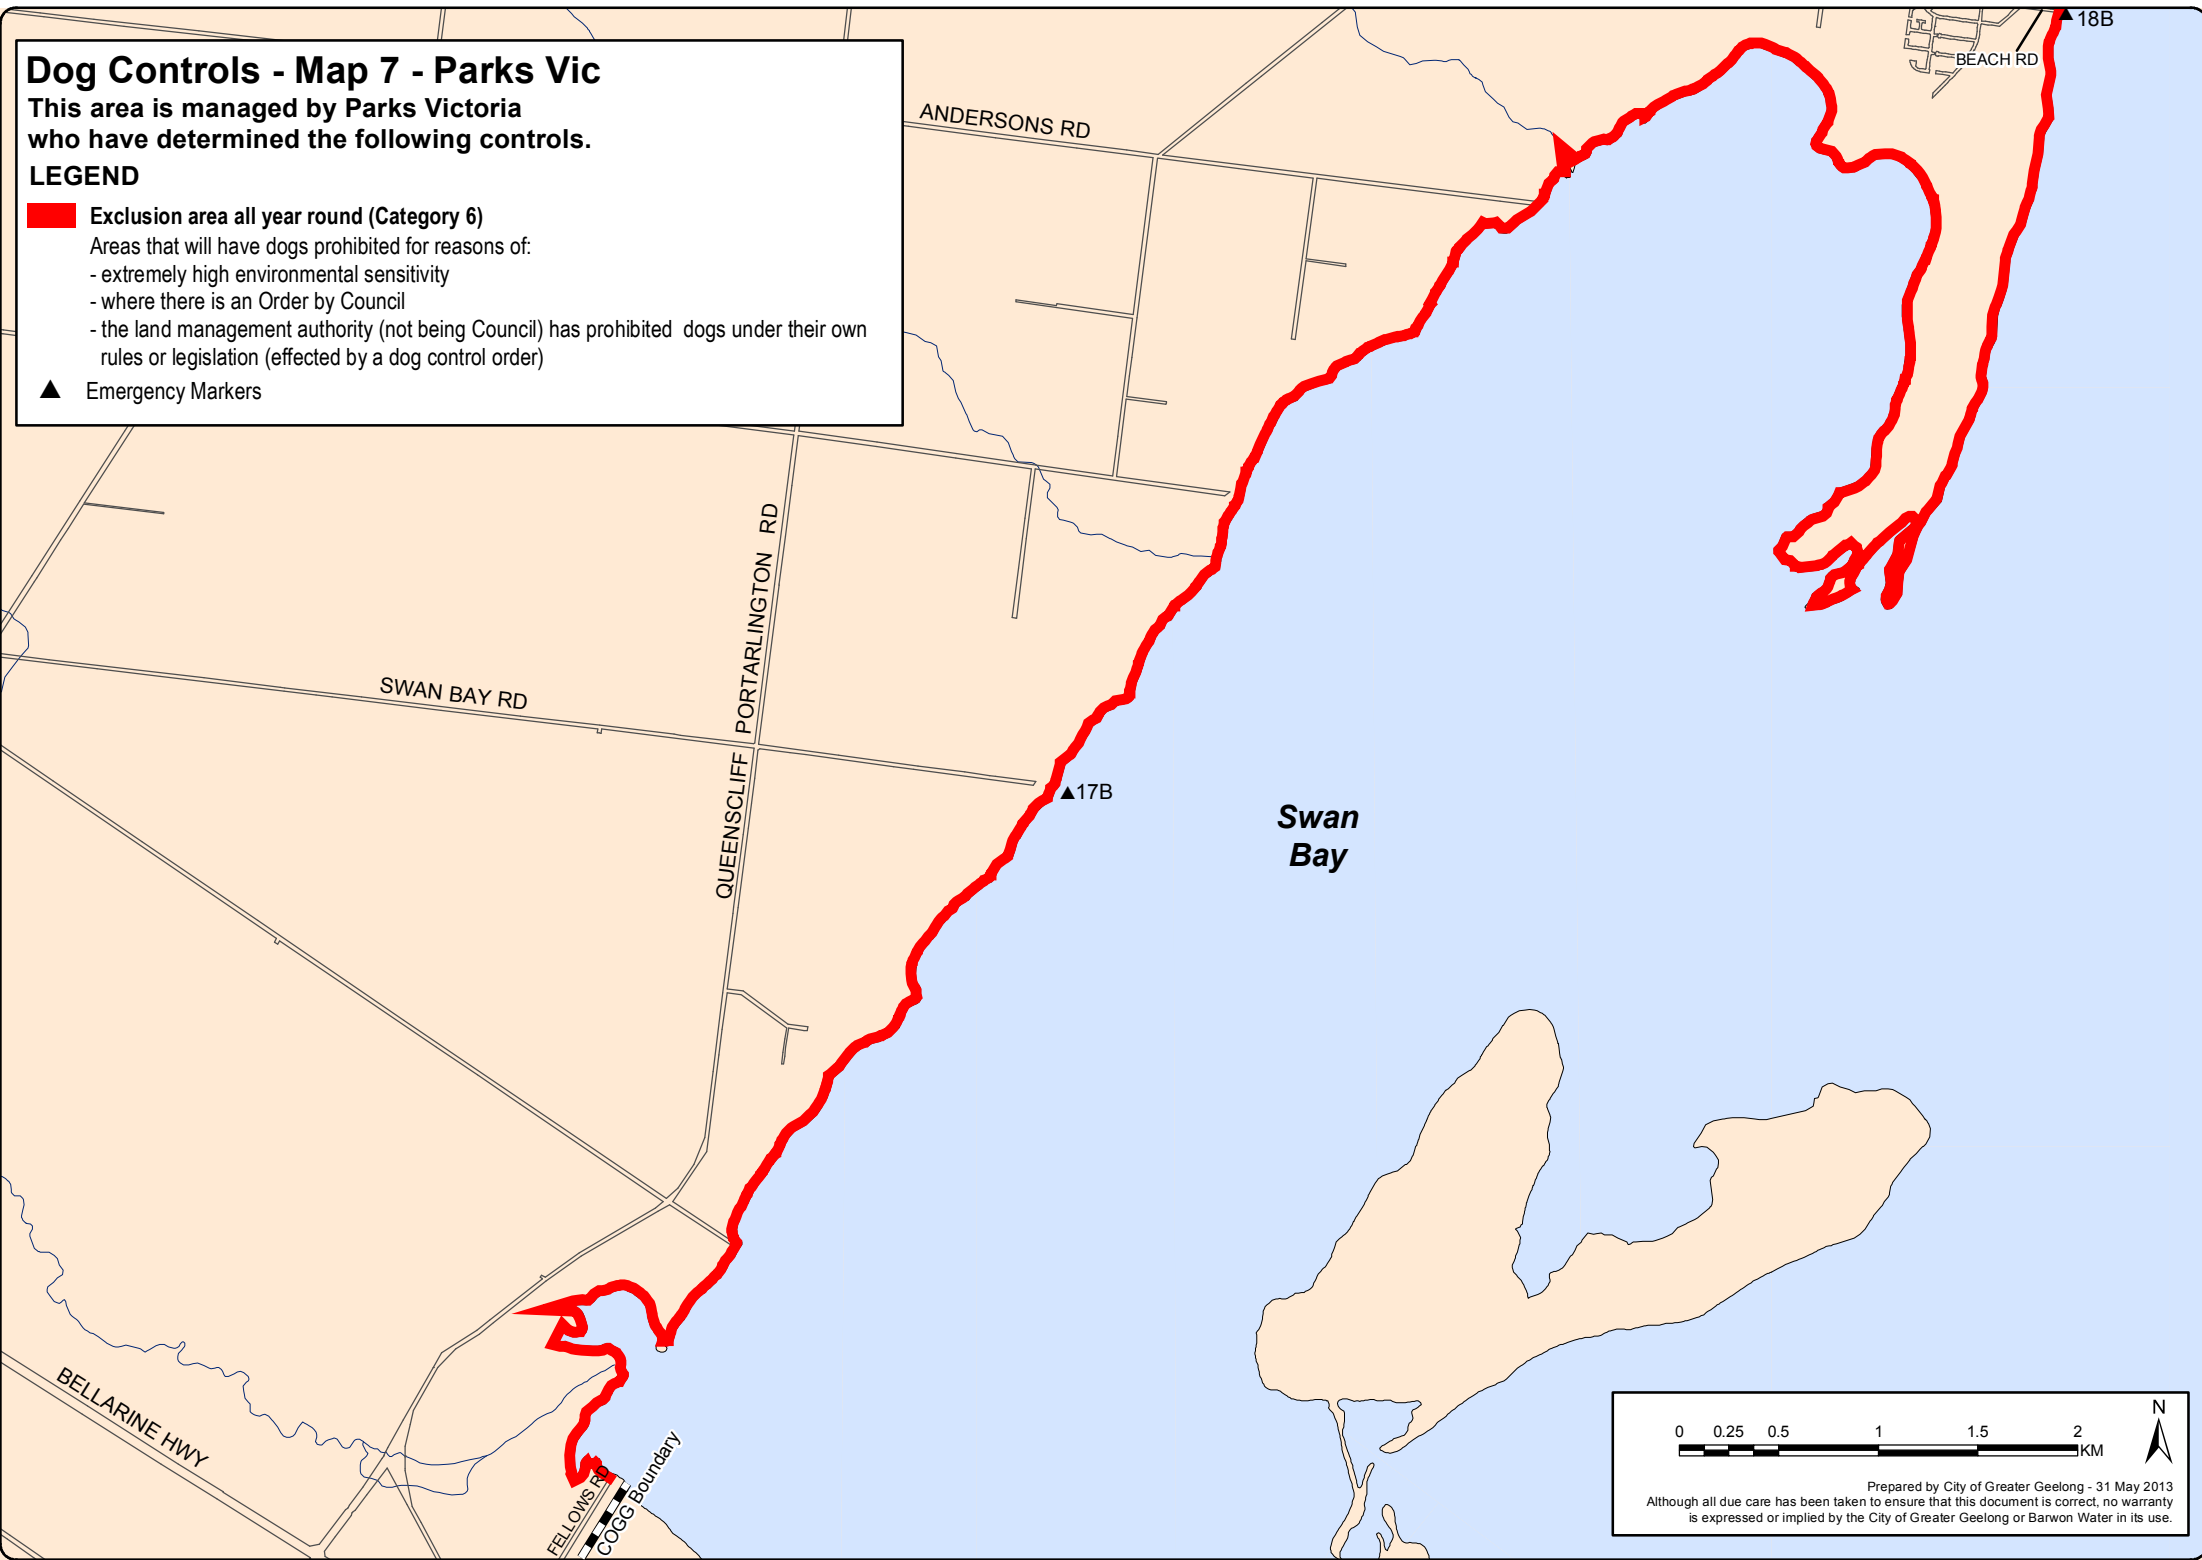 Dog Controls - Map 7 - Parks Vic
This area is managed by Parks Victoria
who have determined the following controls.
LEGEND
Exclusion area all year round (Category 6)
Areas that will have dogs prohibited for reasons of:
- extremely high environmental sensitivity
- where there is an Order by Council
- the land management authority (not being Council) has prohibited dogs under their own
rules or legislation (effected by a dog control order)
Emergency Markers
18B
BEACH RD
ANDERSONS RD
QUEENSCLIFF PORTARLINGTON RD
SWAN BAY RD
17B
Swan
Bay
BELLARINE HWY
FELLOWS RD
COGG Boundary
N
0 0.25 0.5 1 1.5 2
KM
Prepared by City of Greater Geelong - 31 May 2013
Although all due care has been taken to ensure that this document is correct, no warranty
is expressed or implied by the City of Greater Geelong or Barwon Water in its use.